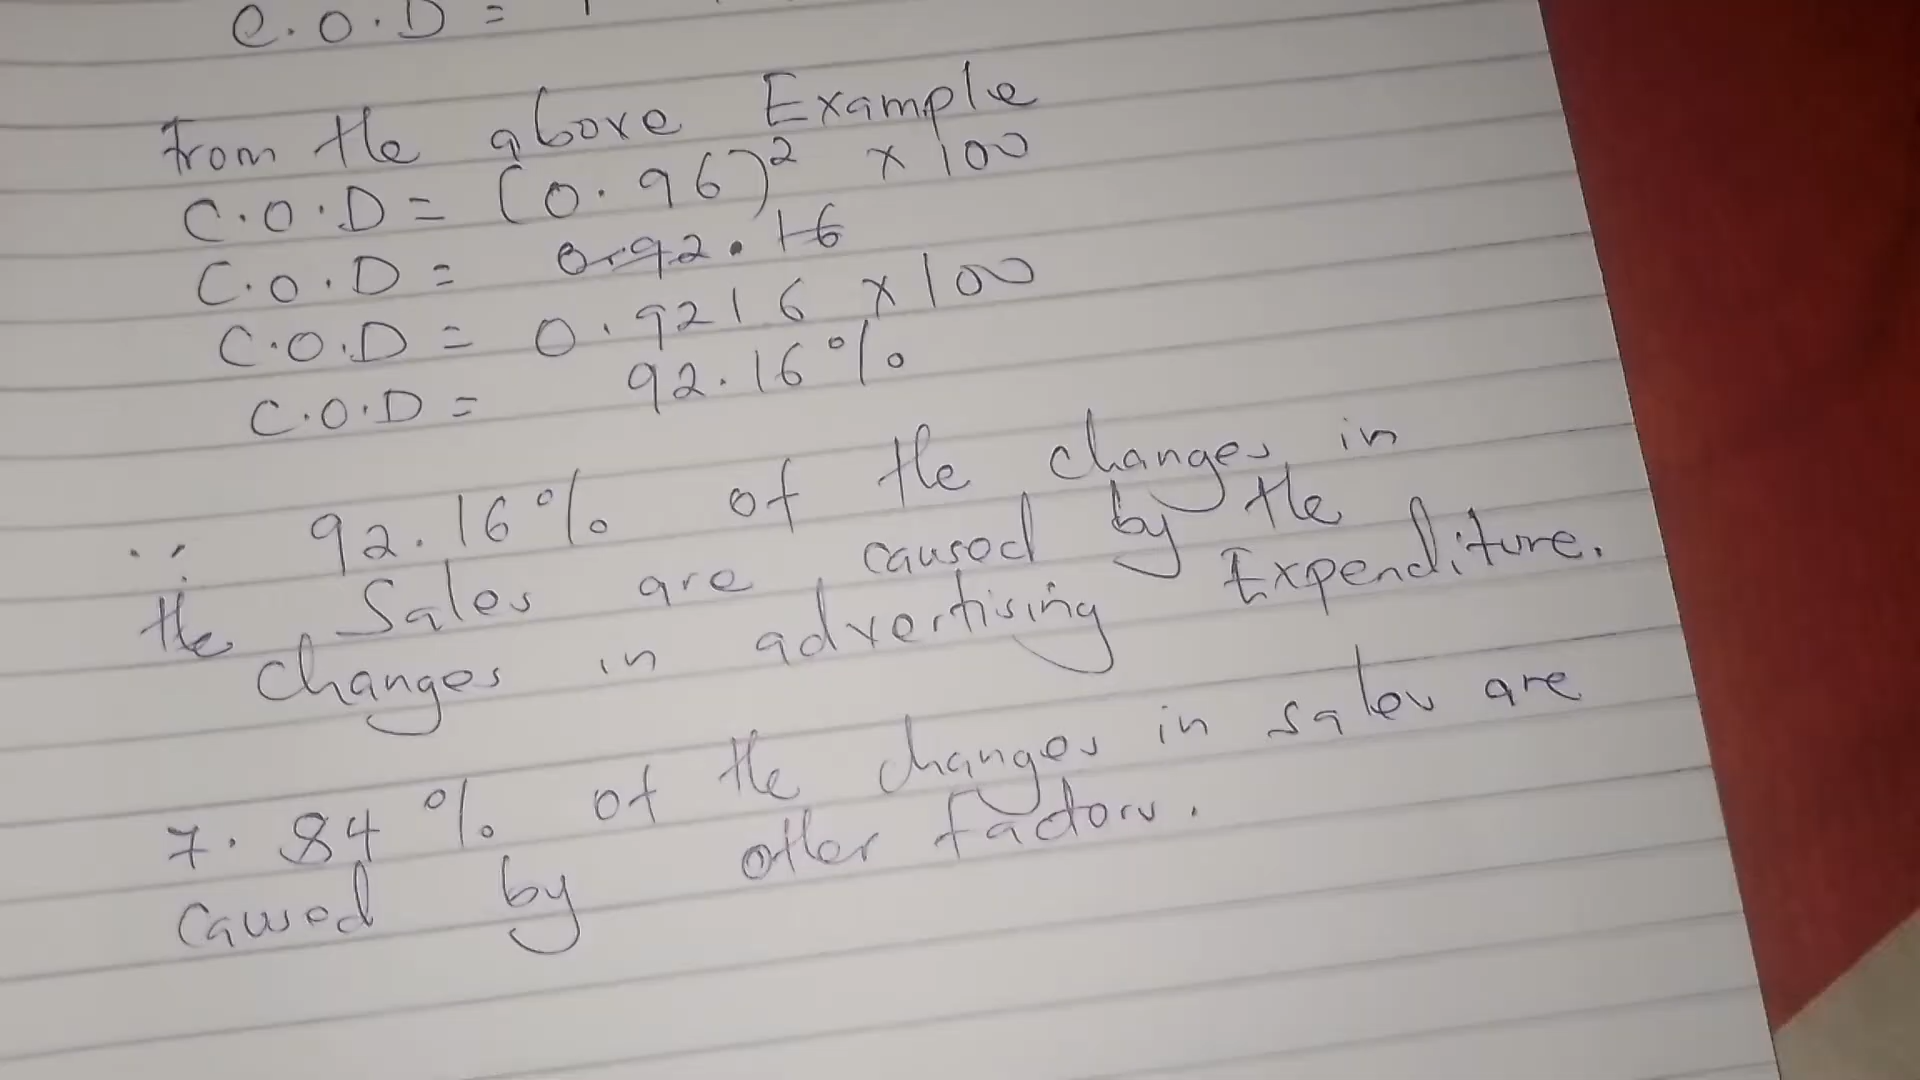 C.O.D =
From the above Example
C.O.D = (0.96)² x 100
C.O.D = 0.92.16
C.O.D = 0.9216 x 100
C.O.D = 92.16%
∴ 92.16% of the changes in
the Sales are caused by the
changes in advertising Expenditure.
7.84% of the changes in sales are
caused by other factors.